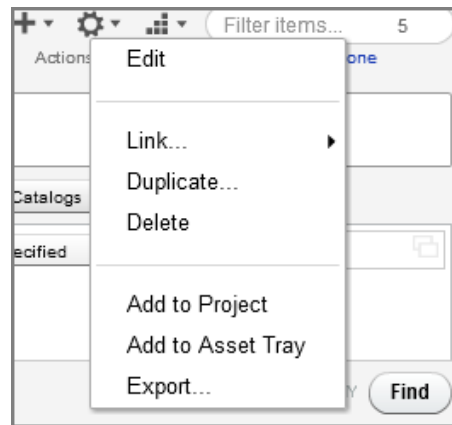 Filter items... 5
Actions
one
Edit
Link...
Duplicate...
Catalogs
Delete
ecified
Add to Project
Add to Asset Tray
Export...
Y
Find